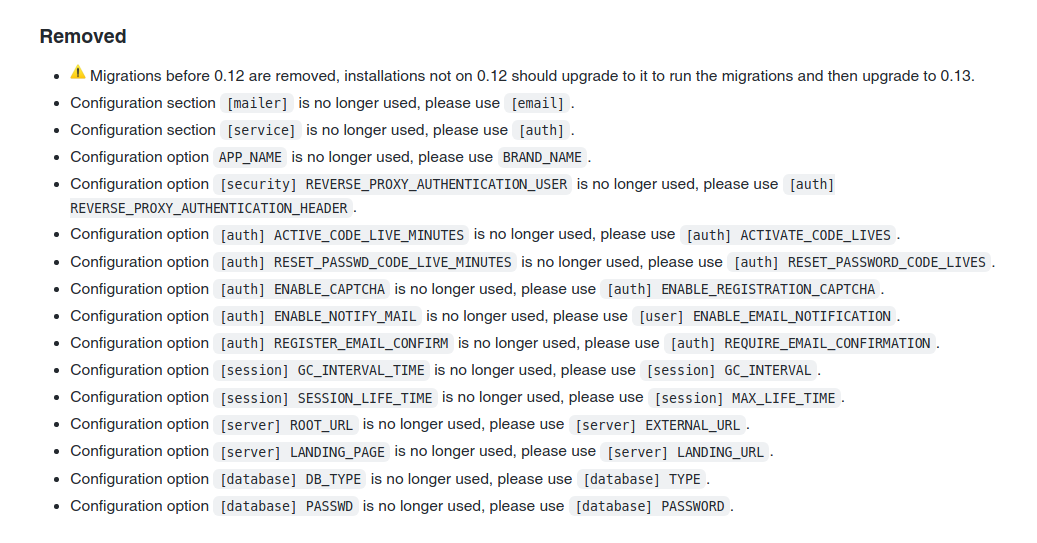 Removed
• ⚠️ Migrations before 0.12 are removed, installations not on 0.12 should upgrade to it to run the migrations and then upgrade to 0.13.
• Configuration section [mailer] is no longer used, please use [email].
• Configuration section [service] is no longer used, please use [auth].
• Configuration option APP_NAME is no longer used, please use BRAND_NAME.
• Configuration option [security] REVERSE_PROXY_AUTHENTICATION_USER is no longer used, please use [auth]
REVERSE_PROXY_AUTHENTICATION_HEADER.
• Configuration option [auth] ACTIVE_CODE_LIVE_MINUTES is no longer used, please use [auth] ACTIVATE_CODE_LIVES.
• Configuration option [auth] RESET_PASSWD_CODE_LIVE_MINUTES is no longer used, please use [auth] RESET_PASSWORD_CODE_LIVES.
• Configuration option [auth] ENABLE_CAPTCHA is no longer used, please use [auth] ENABLE_REGISTRATION_CAPTCHA.
• Configuration option [auth] ENABLE_NOTIFY_MAIL is no longer used, please use [user] ENABLE_EMAIL_NOTIFICATION.
• Configuration option [auth] REGISTER_EMAIL_CONFIRM is no longer used, please use [auth] REQUIRE_EMAIL_CONFIRMATION.
• Configuration option [session] GC_INTERVAL_TIME is no longer used, please use [session] GC_INTERVAL.
• Configuration option [session] SESSION_LIFE_TIME is no longer used, please use [session] MAX_LIFE_TIME.
• Configuration option [server] ROOT_URL is no longer used, please use [server] EXTERNAL_URL.
• Configuration option [server] LANDING_PAGE is no longer used, please use [server] LANDING_URL.
• Configuration option [database] DB_TYPE is no longer used, please use [database] TYPE.
• Configuration option [database] PASSWD is no longer used, please use [database] PASSWORD.